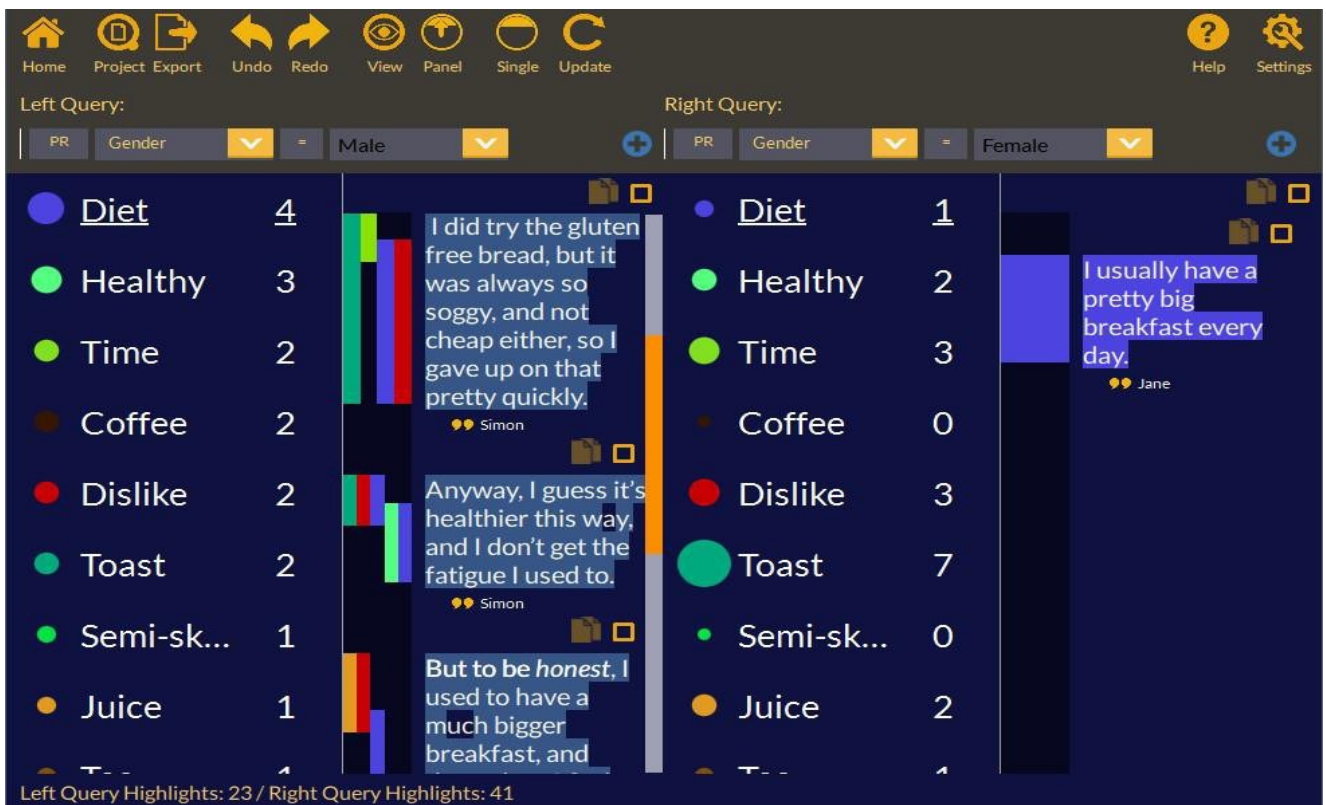 Home Project Export Undo Redo View Panel Single Update Help Settings
Left Query:
PR Gender = Male
Right Query:
PR Gender = Female
Diet 4
Healthy 3
Time 2
Coffee 2
Dislike 2
Toast 2
Semi-sk... 1
Juice 1
I did try the gluten
free bread, but it
was always so
soggy, and not
cheap either, so I
gave up on that
pretty quickly.
Simon
Anyway, I guess it’s
healthier this way,
and I don’t get the
fatigue I used to.
Simon
But to be honest, I
used to have a
much bigger
breakfast, and
Diet 1
Healthy 2
Time 3
Coffee 0
Dislike 3
Toast 7
Semi-sk... 0
Juice 2
I usually have a
pretty big
breakfast every
day.
Jane
Left Query Highlights: 23 / Right Query Highlights: 41